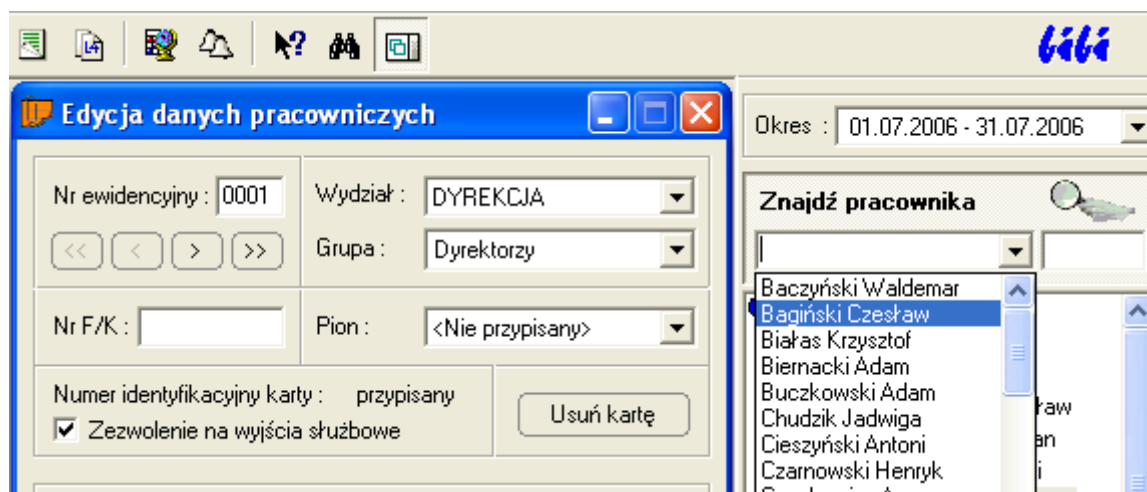 bábá
Edycja danych pracowniczych
Nr ewidencyjny : 0001
Wydział : DYREKCJA
<< < > >>
Grupa : Dyrektorzy
Nr F/K :
Pion : <Nie przypisany>
Numer identyfikacyjny karty : przypisany
Zezwolenie na wyjścia służbowe
Usuń kartę
Okres : 01.07.2006 - 31.07.2006
Znajdź pracownika
Baczyński Waldemar
Bagiński Czesław
Białas Krzysztof
Biernacki Adam
Buczkowski Adam
Chudzik Jadwiga
Cieszyński Antoni
Czarnowski Henryk